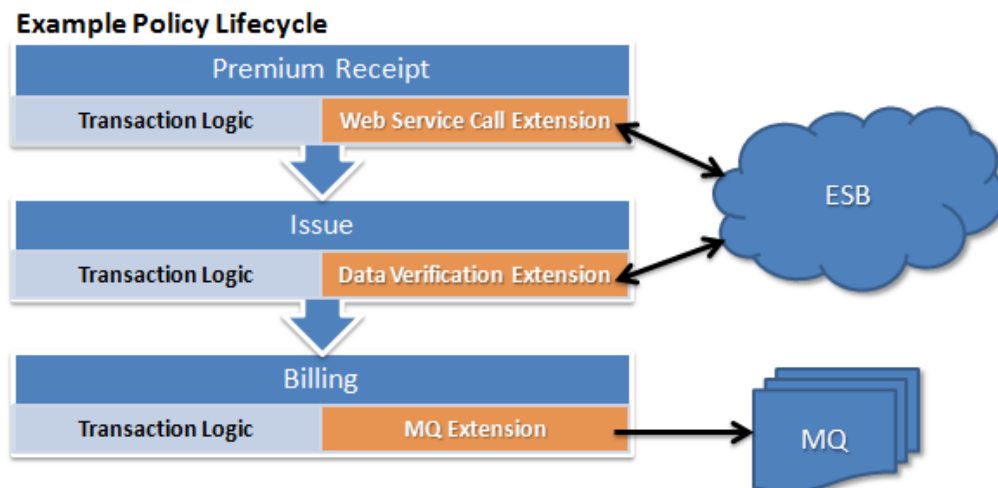 Example Policy Lifecycle
Premium Receipt
Transaction Logic
Web Service Call Extension
ESB
Issue
Transaction Logic
Data Verification Extension
Billing
Transaction Logic
MQ Extension
MQ